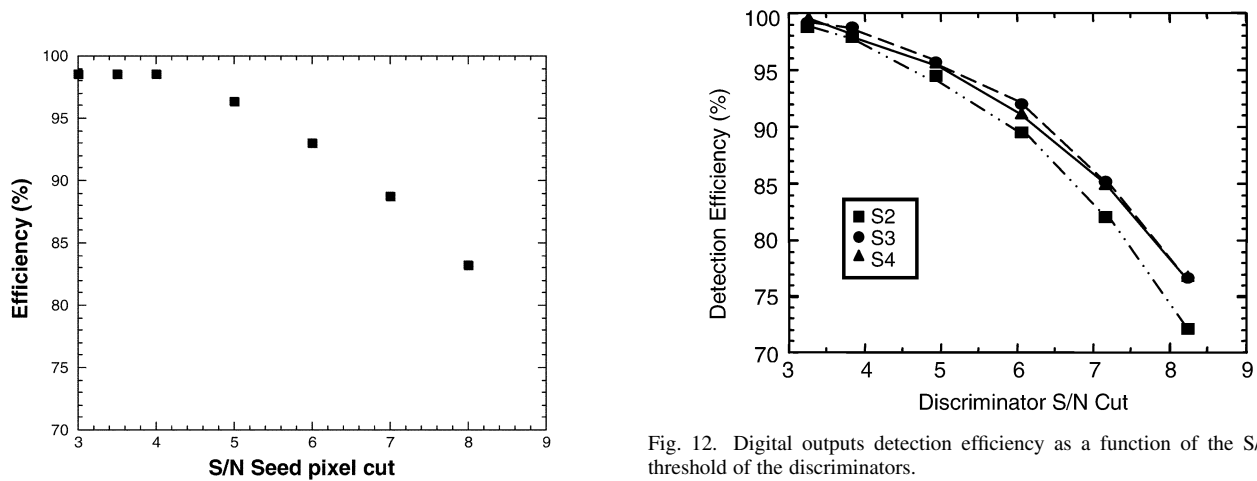 100
95
90
85
80
75
70
3 4 5 6 7 8 9
Efficiency (%)
S/N Seed pixel cut
100
95
90
85
80
75
70
3 4 5 6 7 8 9
Detection Efficiency (%)
S2
S3
S4
Discriminator S/N Cut
Fig. 12. Digital outputs detection efficiency as a function of the S/
threshold of the discriminators.